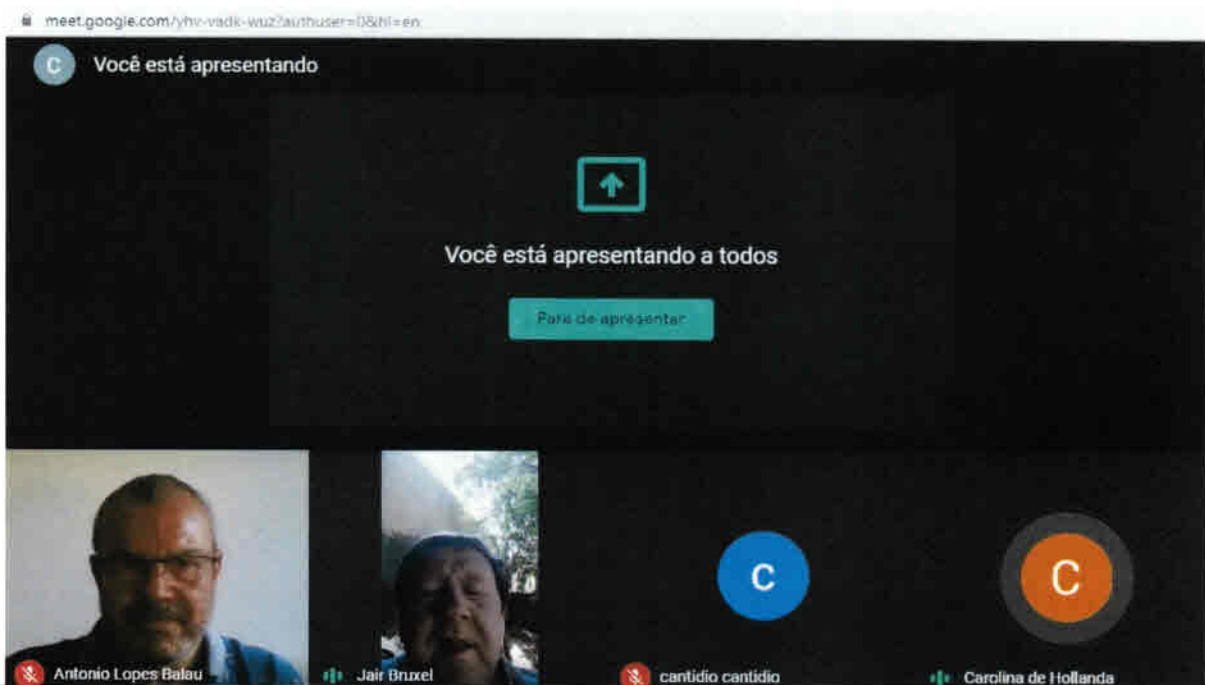 meet.google.com/yhv-vadk-wuz?authuser=0&hl=en
C
Você está apresentando
Você está apresentando a todos
Para de apresentar
Antonio Lopes Balau
Jair Bruxel
C
cantidio cantidio
C
Carolina de Hollanda